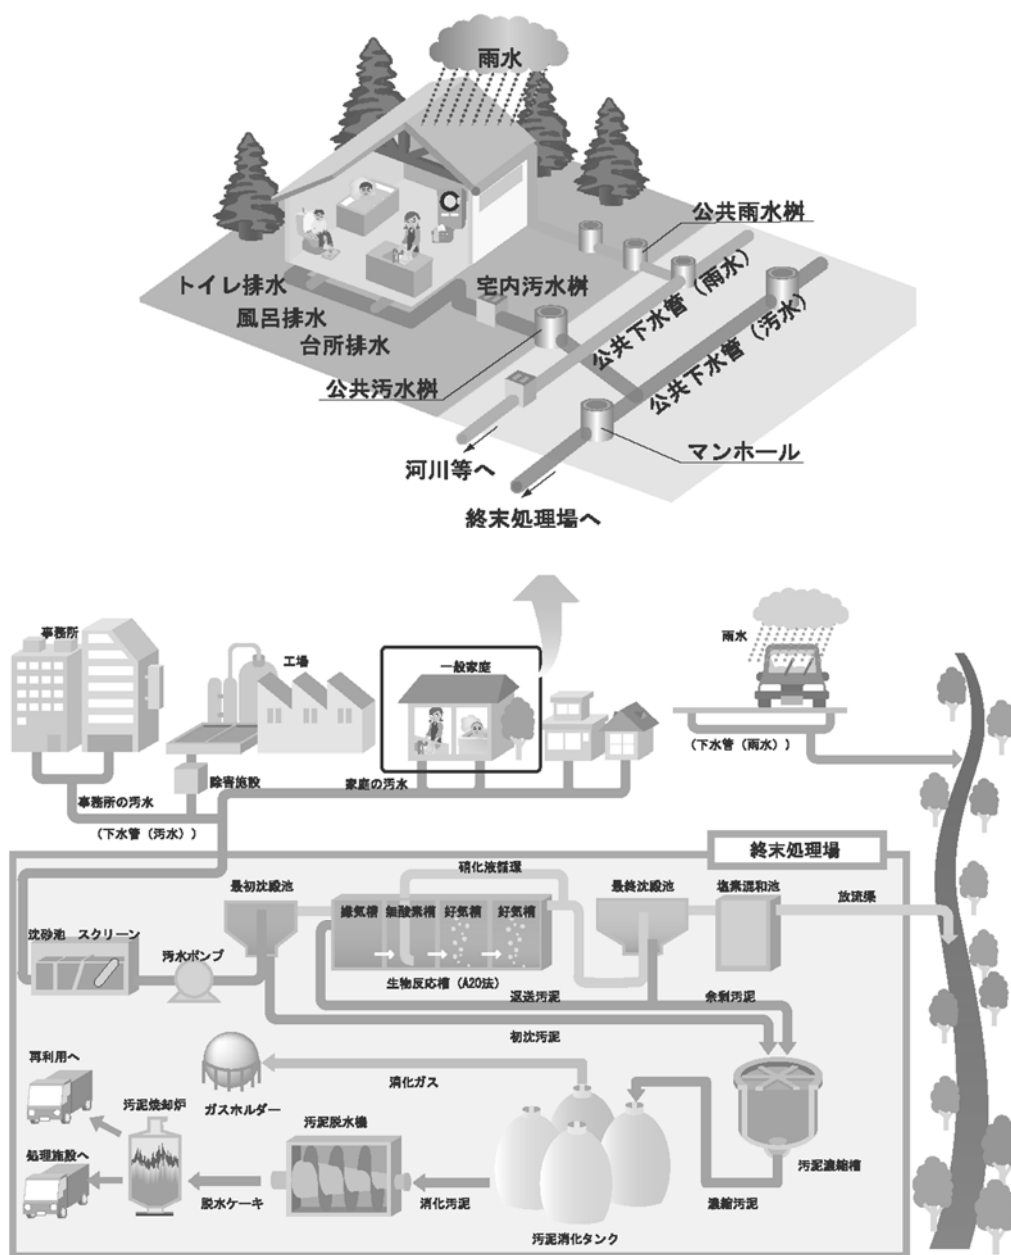 雨水
公共雨水桝
トイレ排水
宅内汚水桝
風呂排水
台所排水
公共下水管（雨水）
公共下水管（汚水）
公共汚水桝
マンホール
河川等へ
終末処理場へ
事務所
工場
一般家庭
雨水
（下水管（雨水））
除害施設
家庭の汚水
事務所の汚水
（下水管（汚水））
終末処理場
硝化液循環
最初沈殿池
最終沈殿池
塩素混和池
放流渠
嫌気槽
無酸素槽
好気槽
好気槽
沈砂池 スクリーン
汚水ポンプ
生物反応槽（A20法）
返送汚泥
余剰汚泥
初沈汚泥
再利用へ
消化ガス
ガスホルダー
汚泥焼却炉
汚泥脱水機
処理施設へ
汚泥濃縮槽
脱水ケーキ
消化汚泥
濃縮汚泥
汚泥消化タンク